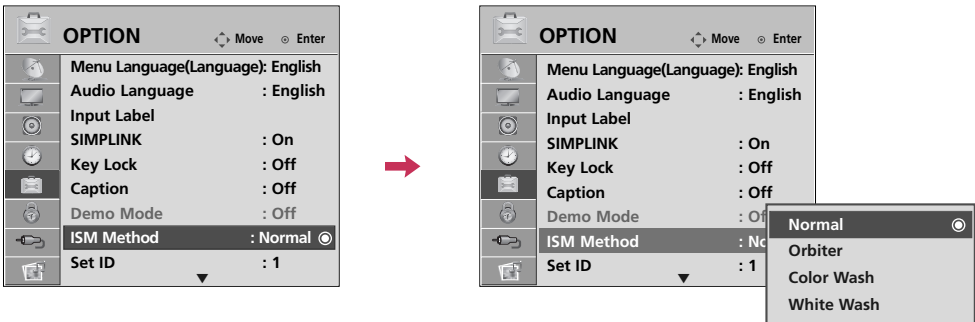 OPTION Move Enter
Menu Language(Language): English
Audio Language : English
Input Label
SIMPLINK : On
Key Lock : Off
Caption : Off
Demo Mode : Off
ISM Method : Normal
Set ID : 1
OPTION Move Enter
Menu Language(Language): English
Audio Language : English
Input Label
SIMPLINK : On
Key Lock : Off
Caption : Off
Demo Mode : Of
ISM Method : No
Set ID : 1
Normal
Orbiter
Color Wash
White Wash